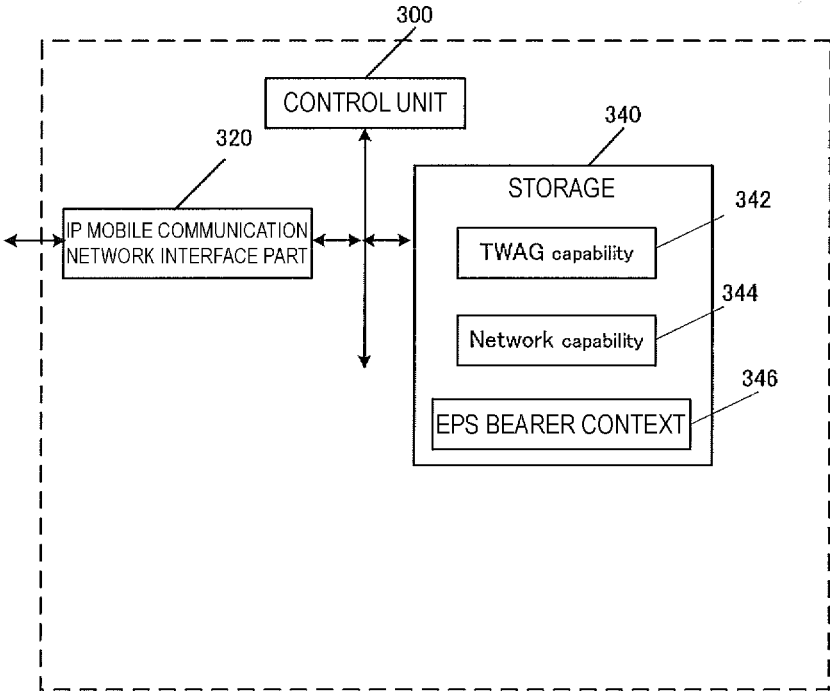 300
CONTROL UNIT
320
340
STORAGE
IP MOBILE COMMUNICATION
NETWORK INTERFACE PART
342
TWAG capability
344
Network capability
346
EPS BEARER CONTEXT